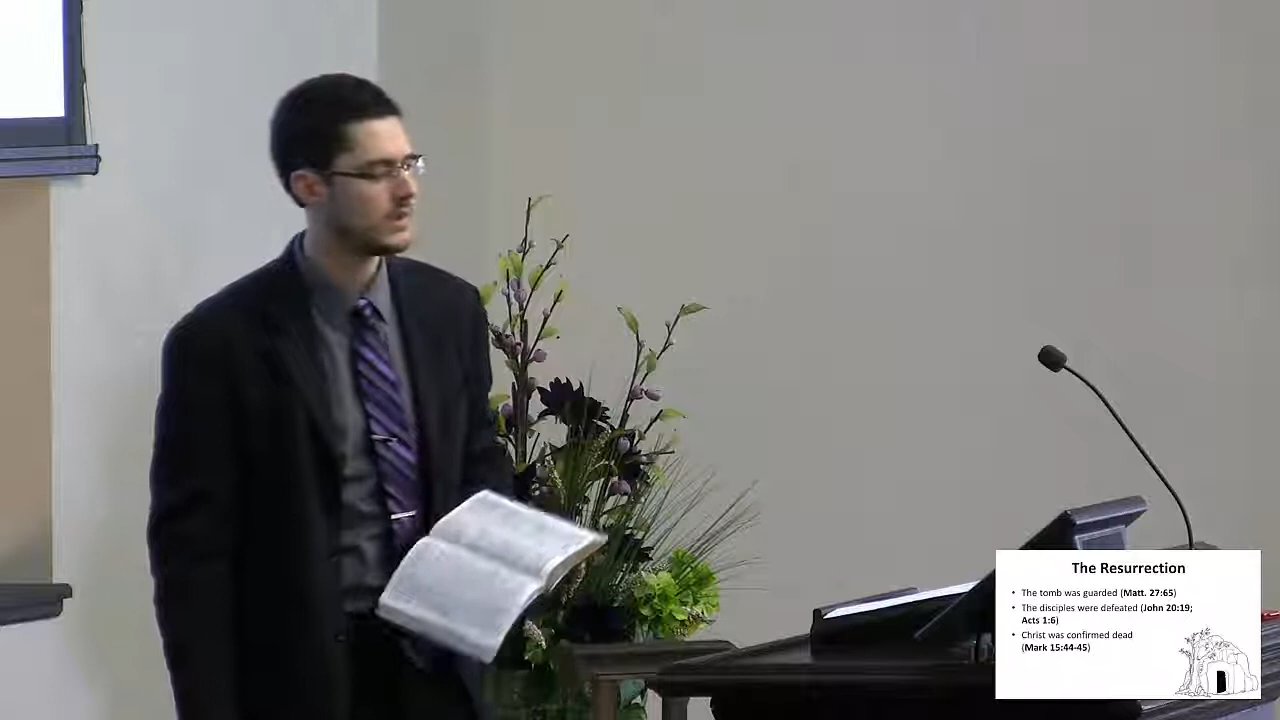 The Resurrection
• The tomb was guarded (Matt. 27:65)
• The disciples were defeated (John 20:19;
Acts 1:6)
• Christ was confirmed dead
(Mark 15:44-45)